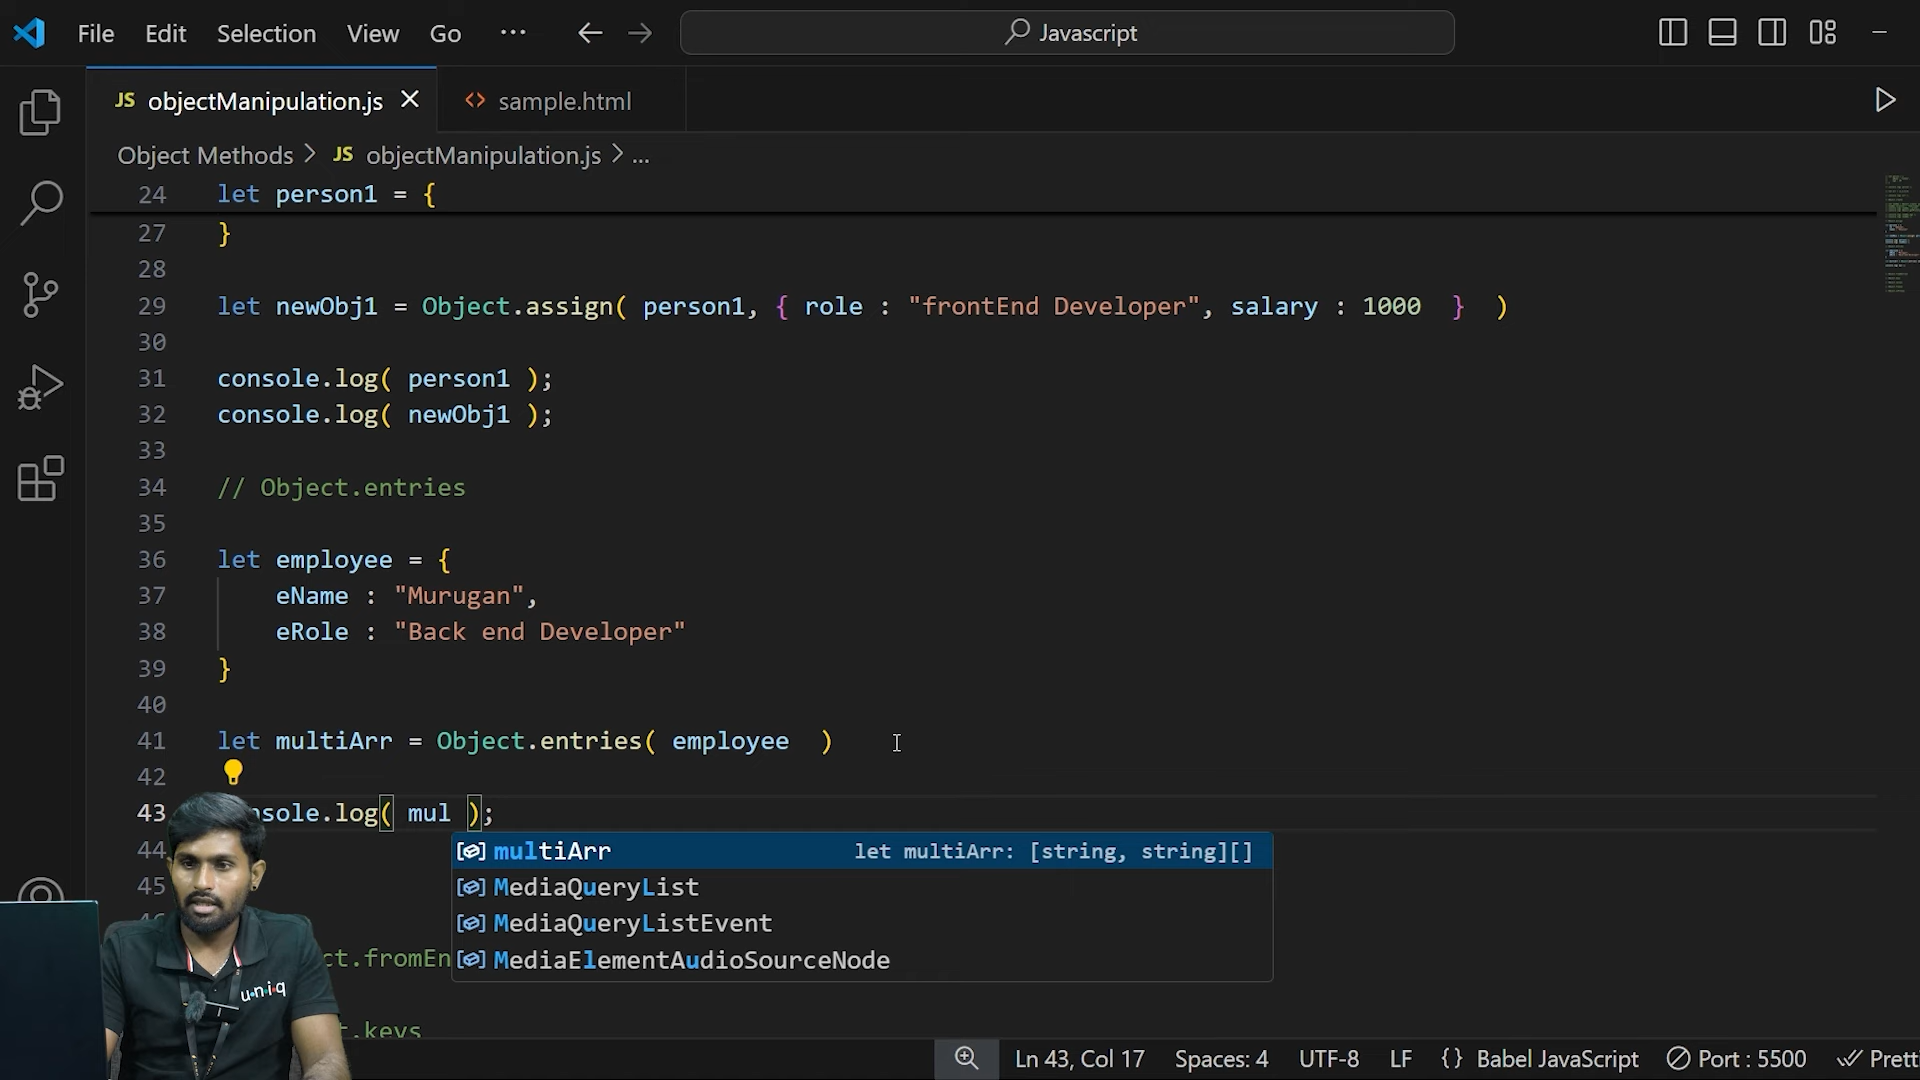 File Edit Selection View Go ... Javascript
JS objectManipulation.js sample.html
Object Methods > JS objectManipulation.js > ...
24 let person1 = {
27 }
28
29 let newObj1 = Object.assign( person1, { role : "frontEnd Developer", salary : 1000 } )
30
31 console.log( person1 );
32 console.log( newObj1 );
33
34 // Object.entries
35
36 let employee = {
37 eName : "Murugan",
38 eRole : "Back end Developer"
39 }
40
41 let multiArr = Object.entries( employee )
42
43 nsole.log( mul );
44 multiArr let multiArr: [string, string][]
45 MediaQueryList
MediaQueryListEvent
ct.fromEn MediaElementAudioSourceNode
uniq
t.keys
Ln 43, Col 17 Spaces: 4 UTF-8 LF {} Babel JavaScript Port : 5500 Pretti